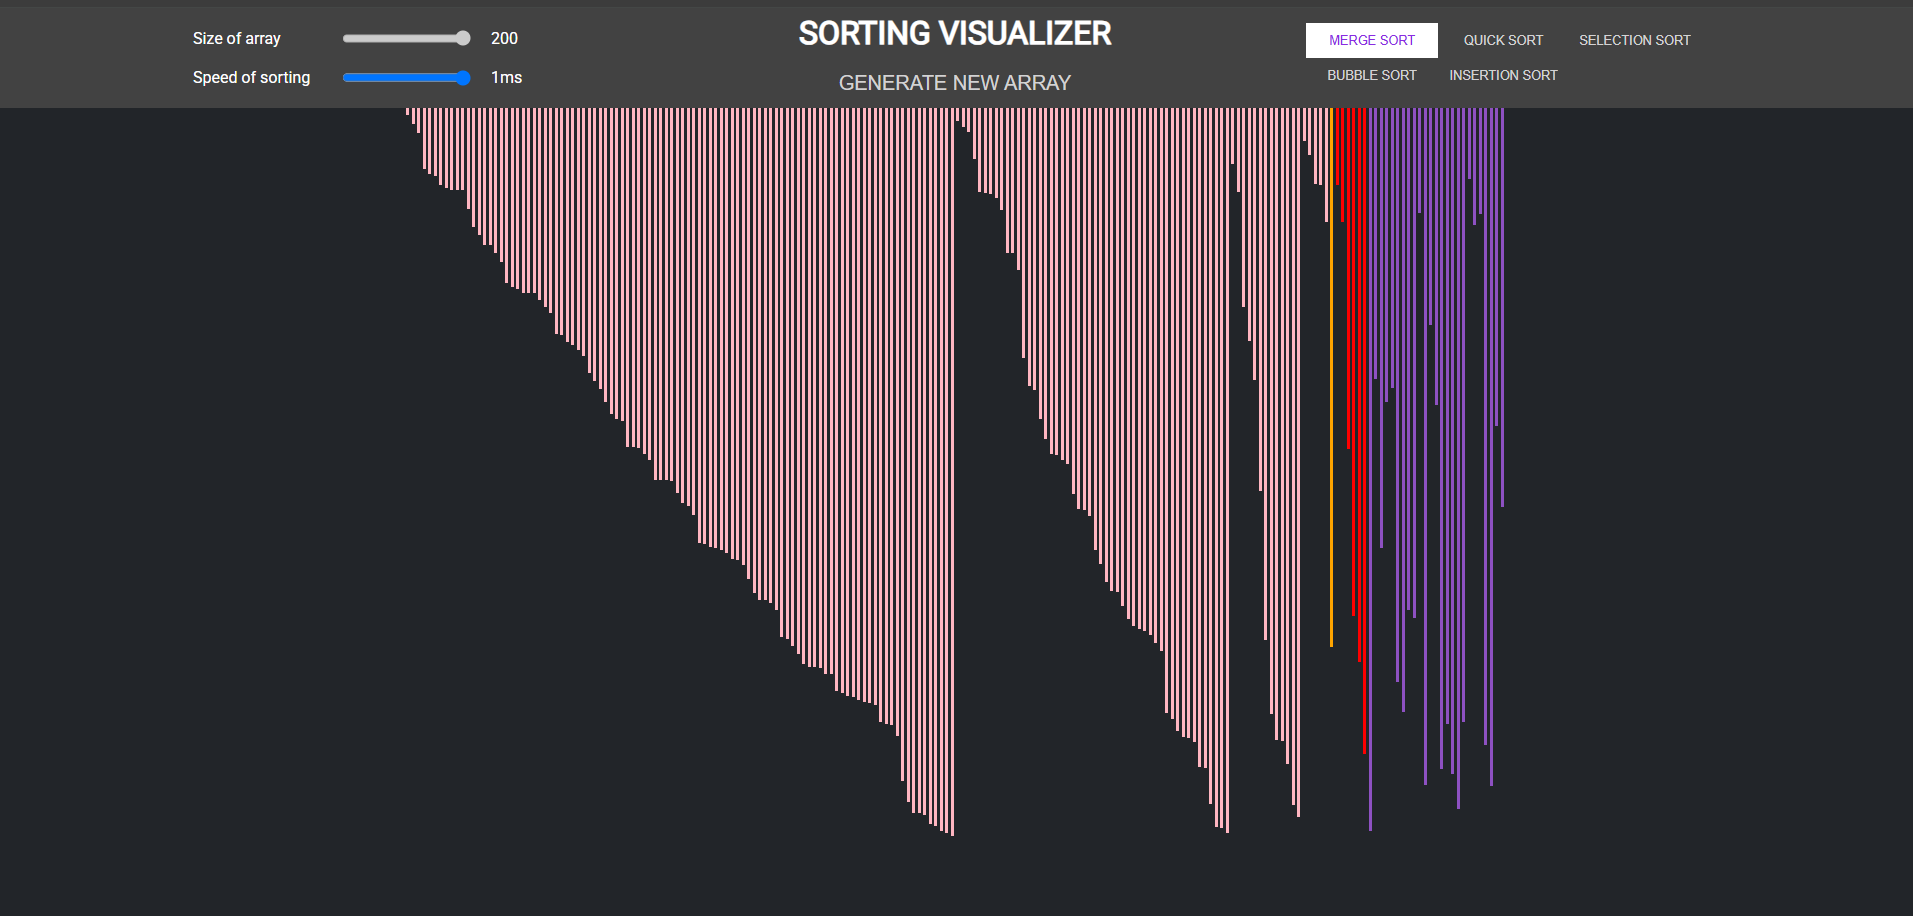 Size of array 200
Speed of sorting 1ms
SORTING VISUALIZER
GENERATE NEW ARRAY
MERGE SORT QUICK SORT SELECTION SORT
BUBBLE SORT INSERTION SORT